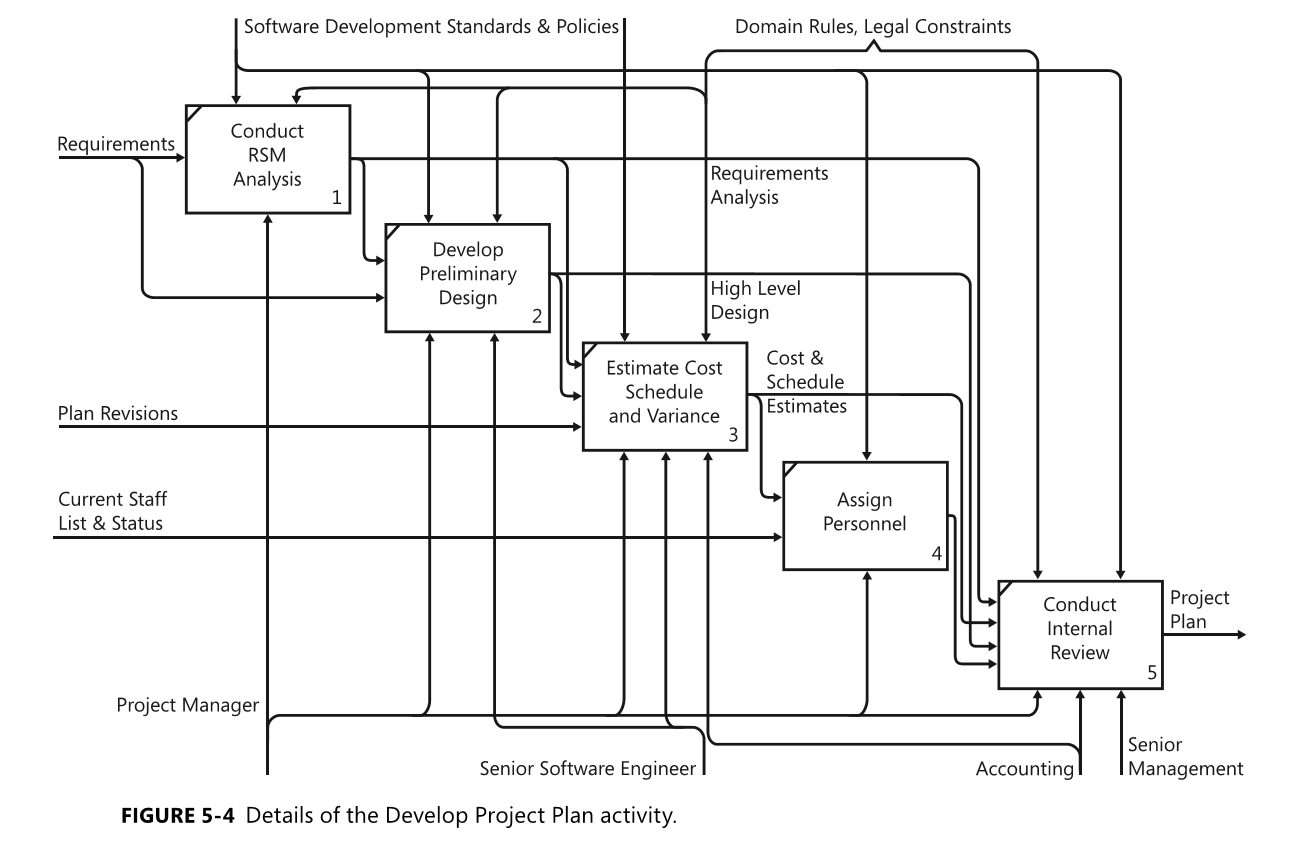 Software Development Standards & Policies
Domain Rules, Legal Constraints
Requirements
Conduct
RSM
Analysis
1
Requirements
Analysis
Develop
Preliminary
Design
2
High Level
Design
Estimate Cost
Schedule
and Variance
3
Cost &
Schedule
Estimates
Plan Revisions
Current Staff
List & Status
Assign
Personnel
4
Conduct
Internal
Review
5
Project
Plan
Project Manager
Senior Software Engineer
Accounting
Senior
Management
FIGURE 5-4 Details of the Develop Project Plan activity.